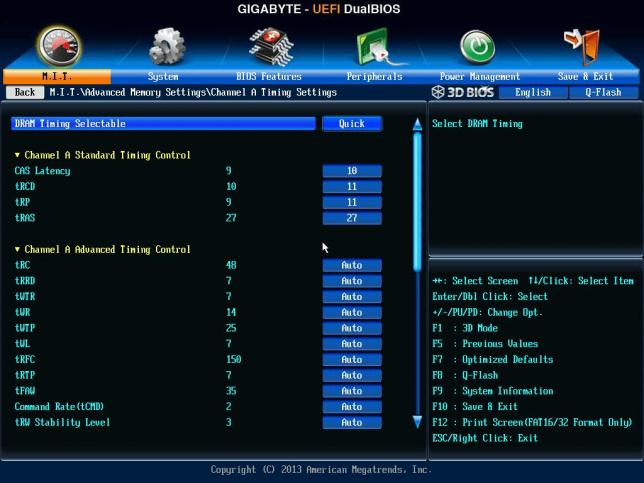 GIGABYTE - UEFI DualBIOS
M.I.T. System BIOS Features Peripherals Power Management Save & Exit
Back M.I.T.\Advanced Memory Settings\Channel A Timing Settings 3D BIOS English Q-Flash
DRAM Timing Selectable Quick
▼ Channel A Standard Timing Control
CAS Latency 9 10
tRCD 10 11
tRP 9 11
tRAS 27 27
▼ Channel A Advanced Timing Control
tRC 48 Auto
tRRD 7 Auto
tWTR 7 Auto
tWR 14 Auto
tWTP 25 Auto
tWL 7 Auto
tRFC 150 Auto
tRTP 7 Auto
tFAW 35 Auto
Command Rate(tCMD) 2 Auto
tRW Stability Level 3 Auto
Select DRAM Timing
→←: Select Screen ↑↓/Click: Select Item
Enter/Dbl Click: Select
+/-/PU/PD: Change Opt.
F1 : 3D Mode
F5 : Previous Values
F7 : Optimized Defaults
F8 : Q-Flash
F9 : System Information
F10 : Save & Exit
F12 : Print Screen(FAT16/32 Format Only)
ESC/Right Click: Exit
Copyright (C) 2013 American Megatrends, Inc.